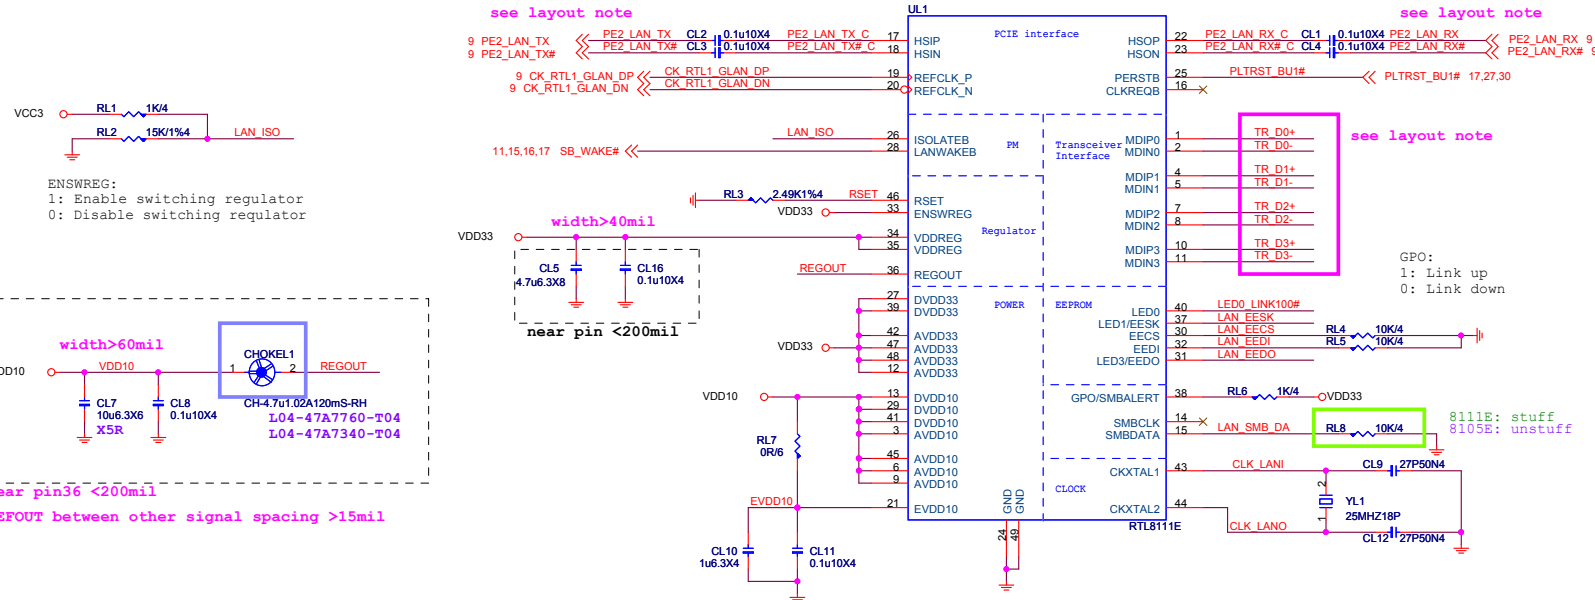 see layout note
UL1
see layout note
9 PE2_LAN_TX
PE2_LAN_TX CL2 0.1u10X4 PE2_LAN_TX_C 17 HSIP
PCIE interface
HSOP 22 PE2_LAN_RX_C CL1 0.1u10X4 PE2_LAN_RX
PE2_LAN_RX 9
9 PE2_LAN_TX#
PE2_LAN_TX# CL3 0.1u10X4 PE2_LAN_TX#_C 18 HSIN
HSON 23 PE2_LAN_RX#_C CL4 0.1u10X4 PE2_LAN_RX#
PE2_LAN_RX# 9
9 CK_RTL1_GLAN_DP CK_RTL1_GLAN_DP 19 REFCLK_P
PERSTB 25 PLTRST_BU1# PLTRST_BU1# 17,27,30
9 CK_RTL1_GLAN_DN CK_RTL1_GLAN_DN 20 REFCLK_N
CLKREQB 16
VCC3 RL1 1K/4
RL2 15K/1%4 LAN_ISO
LAN_ISO 26 ISOLATEB
11,15,16,17 SB_WAKE# 28 LANWAKEB
PM
Transceiver
Interface
MDIP0 1 TR_D0+
MDIN0 2 TR_D0-
see layout note
MDIP1 4 TR_D1+
MDIN1 5 TR_D1-
MDIP2 7 TR_D2+
MDIN2 8 TR_D2-
MDIP3 10 TR_D3+
MDIN3 11 TR_D3-
ENSWREG:
1: Enable switching regulator
0: Disable switching requlator
RL3 2.49K1%4 RSET 46 RSET
VDD33 33 ENSWREG
width>40mil
VDD33 34 VDDREG
35 VDDREG
Regulator
CL5
4.7u6.3X8
CL16
0.1u10X4
REGOUT 36 REGOUT
near pin <200mil
GPO:
1: Link up
0: Link down
POWER
EEPROM
27 DVDD33
39 DVDD33
42 AVDD33
VDD33 47 AVDD33
48 AVDD33
12 AVDD33
LED0 40 LED0_LINK100#
LED1/EESK 37 LAN_EESK
EECS 30 LAN_EECS RL4 10K/4
EEDI 32 LAN_EEDI RL5 10K/4
LED3/EEDO 31 LAN_EEDO
width>60mil
VDD10
CHOKEL1
1 2 REGOUT
CL7
10u6.3X6
X5R
CL8
0.1u10X4
CH-4.7u1.02A120mS-RH
L04-47A7760-T04
L04-47A7340-T04
VDD10 13 DVDD10
29 DVDD10
41 DVDD10
3 AVDD10
45 AVDD10
6 AVDD10
9 AVDD10
RL7
0R/6
EVDD10 21 EVDD10
GPO/SMBALERT 38 RL6 1K/4 VDD33
SMBCLK 14
SMBDATA 15 LAN_SMB_DA RL8 10K/4
8111E: stuff
8105E: unstuff
CKXTAL1 43 CLK_LANI CL9 27P50N4
CLOCK
2
YL1
25MHZ18P
1
CKXTAL2 44 CLK_LANO CL12 27P50N4
GND
GND
RTL8111E
24
49
pin36 <200mil
between other signal spacing >15mil
CL10
1u6.3X4
CL11
0.1u10X4